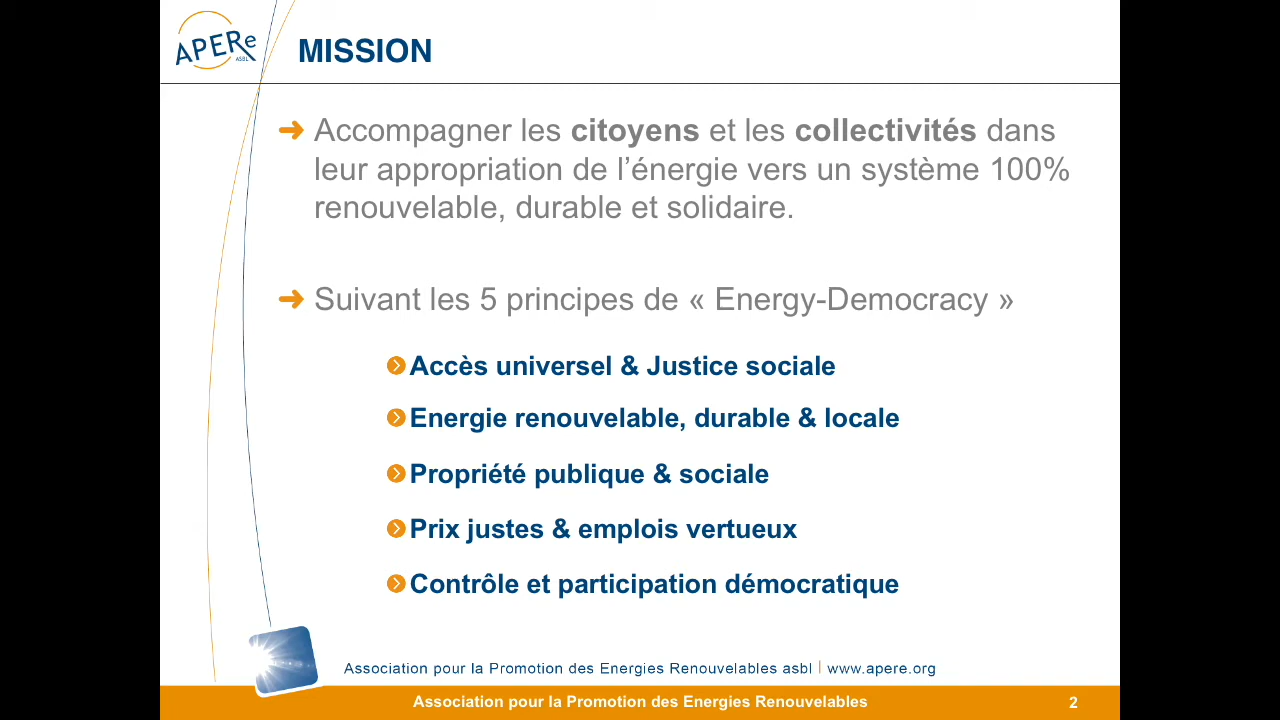 APERe
ASBL
MISSION
Accompagner les citoyens et les collectivités dans
leur appropriation de l’énergie vers un système 100%
renouvelable, durable et solidaire.
Suivant les 5 principes de « Energy-Democracy »
Accès universel & Justice sociale
Energie renouvelable, durable & locale
Propriété publique & sociale
Prix justes & emplois vertueux
Contrôle et participation démocratique
Association pour la Promotion des Energies Renouvelables asbl | www.apere.org
Association pour la Promotion des Energies Renouvelables
2